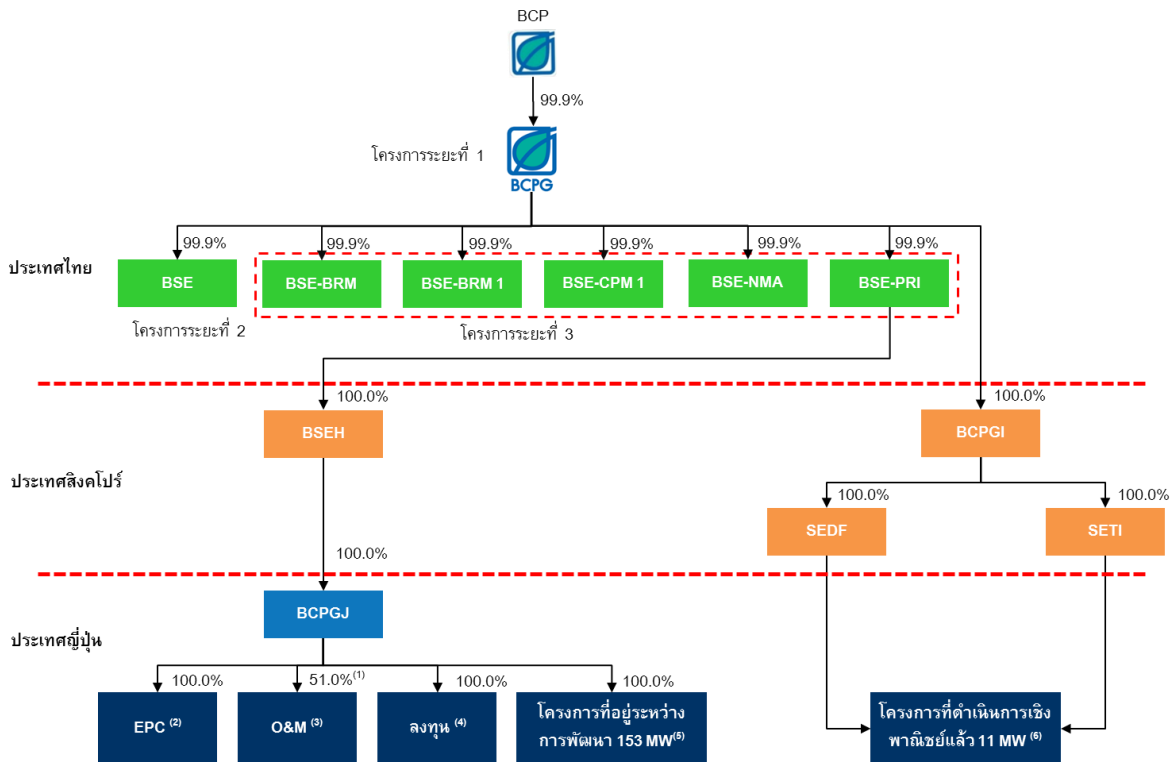 BCP
99.9%
โครงการระยะที่ 1
BCPG
99.9% 99.9% 99.9% 99.9% 99.9% 99.9%
ประเทศไทย
BSE BSE-BRM BSE-BRM 1 BSE-CPM 1 BSE-NMA BSE-PRI
โครงการระยะที่ 2 โครงการระยะที่ 3
100.0% 100.0%
BSEH BCPGI
ประเทศสิงคโปร์
100.0% 100.0%
SEDF SETI
100.0%
BCPGJ
ประเทศญี่ปุ่น
100.0% 51.0%(1) 100.0% 100.0%
EPC (2) O&M (3) ลงทุน (4)
โครงการที่อยู่ระหว่าง
การพัฒนา 153 MW(5)
โครงการที่ดำเนินการเชิง
พาณิชย์แล้ว 11 MW (6)